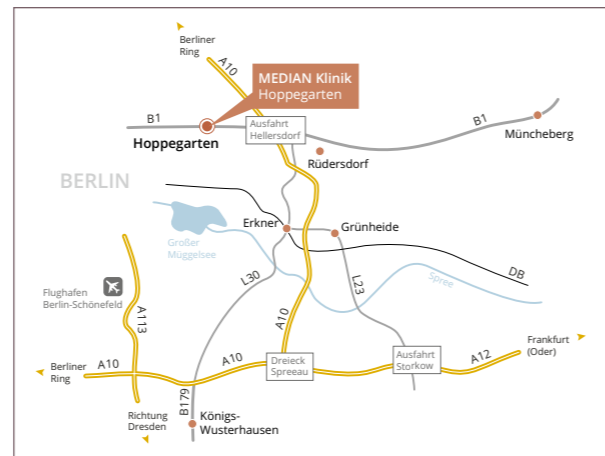 Berliner
Ring
A10
MEDIAN Klinik
Hoppegarten
B1
Hoppegarten
Ausfahrt
Hellersdorf
B1
Müncheberg
Rüdersdorf
BERLIN
Erkner
Grünheide
Großer
Müggelsee
L30
L23
Spree
DB
Flughafen
Berlin-Schönefeld
A113
A10
Berliner
Ring
A10
A10
Dreieck
Spreeau
Ausfahrt
Storkow
A12
Frankfurt
(Oder)
Richtung
Dresden
B179
Königs-
Wusterhausen